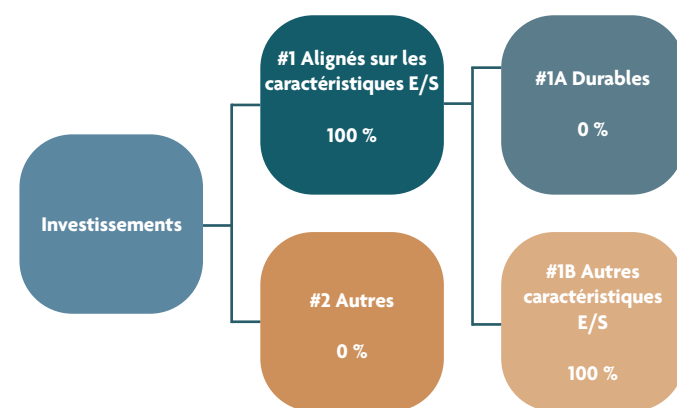 Investissements
#1 Alignés sur les
caractéristiques E/S
100 %
#2 Autres
0 %
#1A Durables
0 %
#1B Autres
caractéristiques
E/S
100 %